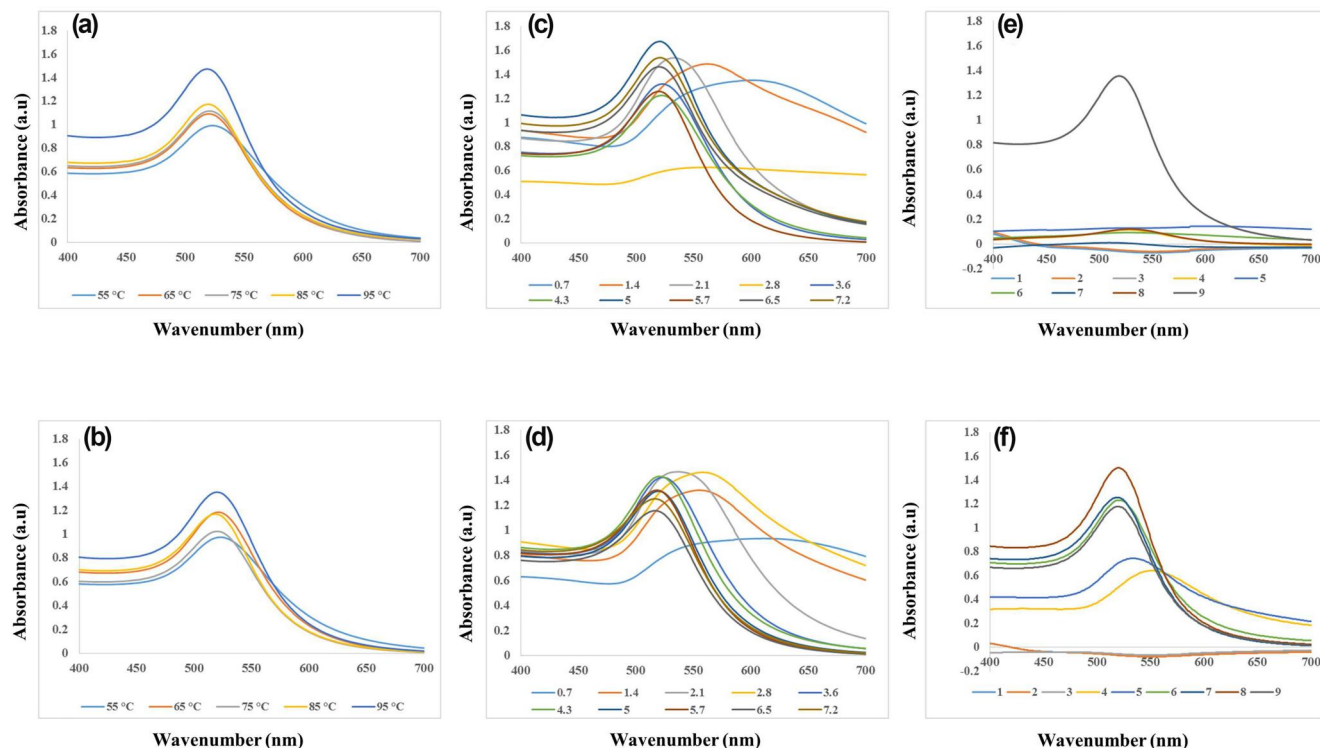 (a)
Absorbance (a.u)
1.8
1.6
1.4
1.2
1
0.8
0.6
0.4
0.2
0
400 450 500 550 600 650 700
55 °C 65 °C 75 °C 85 °C 95 °C
Wavenumber (nm)
(c)
Absorbance (a.u)
1.8
1.6
1.4
1.2
1
0.8
0.6
0.4
0.2
0
400 450 500 550 600 650 700
0.7 1.4 2.1 2.8 3.6
4.3 5 5.7 6.5 7.2
Wavenumber (nm)
(e)
Absorbance (a.u)
1.8
1.6
1.4
1.2
1
0.8
0.6
0.4
0.2
0
-0.2
400 450 500 550 600 650 700
1 2 3 4 5
6 7 8 9
Wavenumber (nm)
(b)
Absorbance (a.u)
1.8
1.6
1.4
1.2
1
0.8
0.6
0.4
0.2
0
400 450 500 550 600 650 700
55 °C 65 °C 75 °C 85 °C 95 °C
Wavenumber (nm)
(d)
Absorbance (a.u)
1.8
1.6
1.4
1.2
1
0.8
0.6
0.4
0.2
0
400 450 500 550 600 650 700
0.7 1.4 2.1 2.8 3.6
4.3 5 5.7 6.5 7.2
Wavenumber (nm)
(f)
Absorbance (a.u)
1.8
1.6
1.4
1.2
1
0.8
0.6
0.4
0.2
0
-0.2
400 450 500 550 600 650 700
1 2 3 4 5 6 7 8 9
Wavenumber (nm)